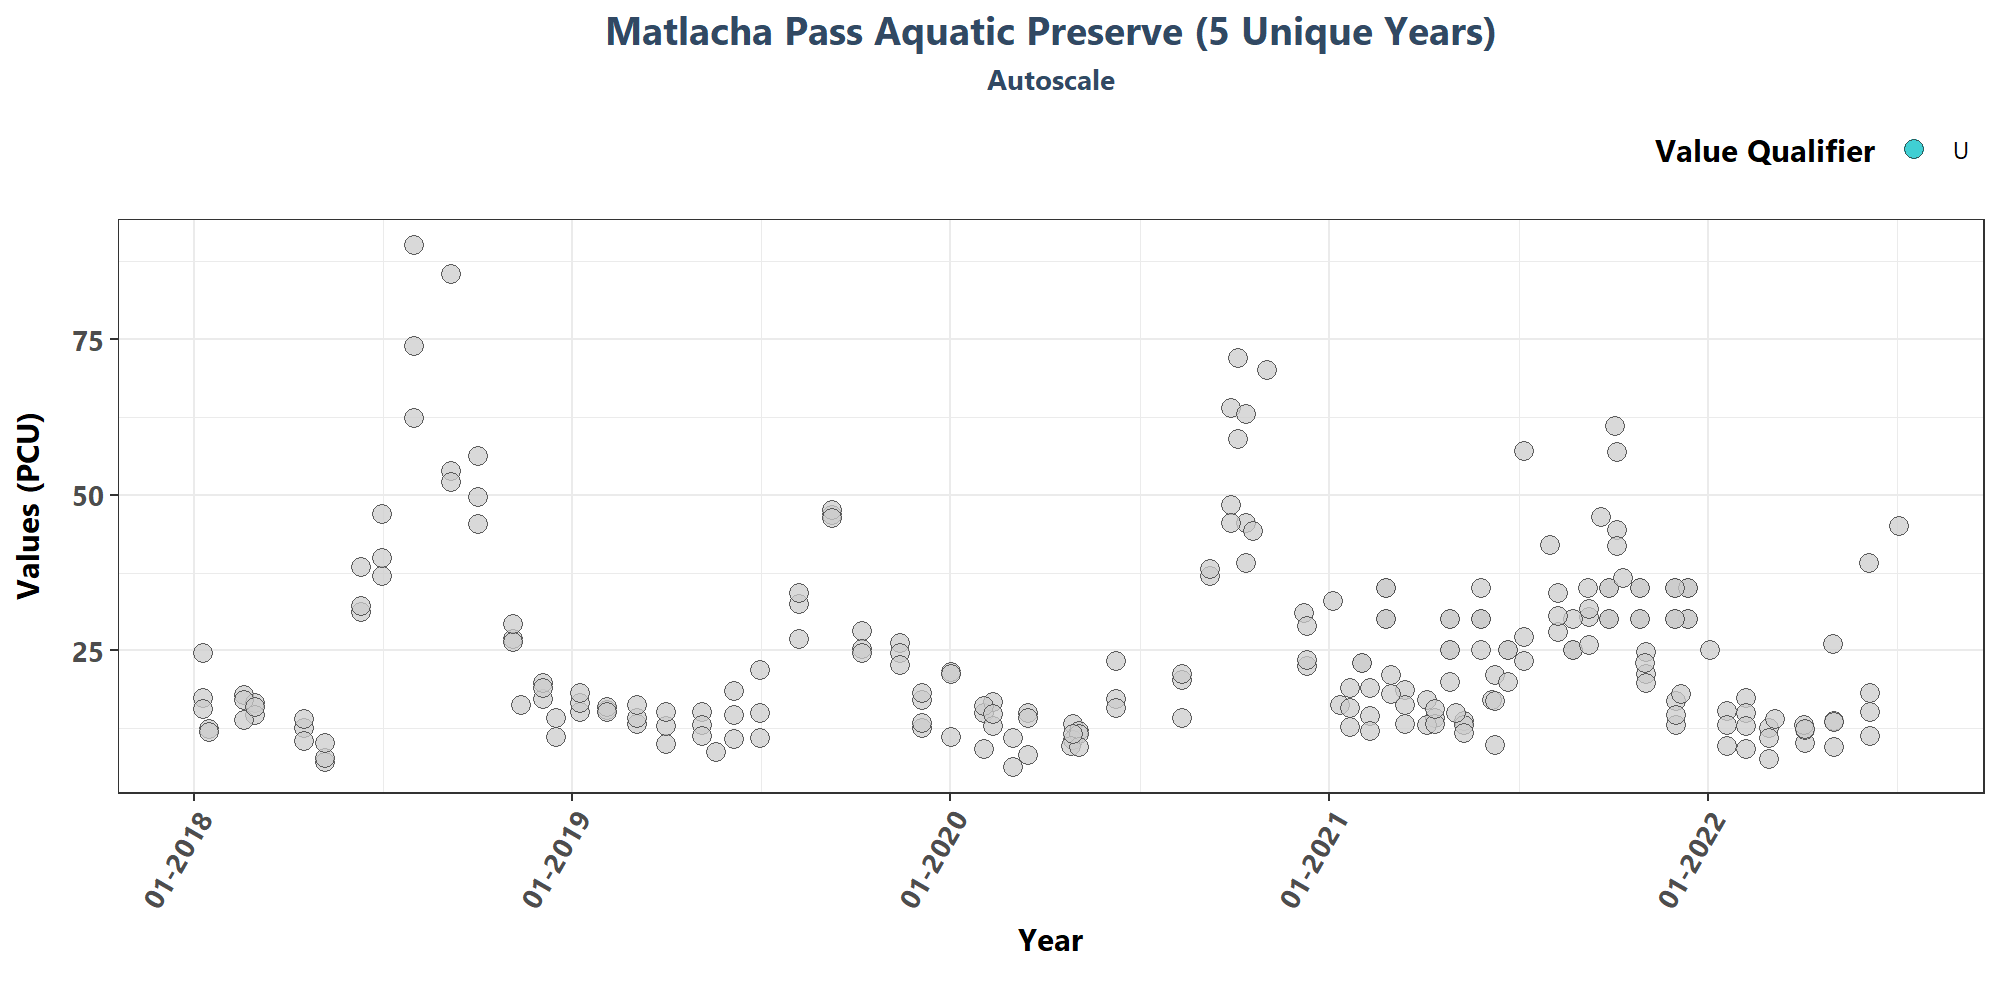 Matlacha Pass Aquatic Preserve (5 Unique Years)
Autoscale
Value Qualifier U
75
50
25
Values (PCU)
01-2018 01-2019 01-2020 01-2021 01-2022
Year